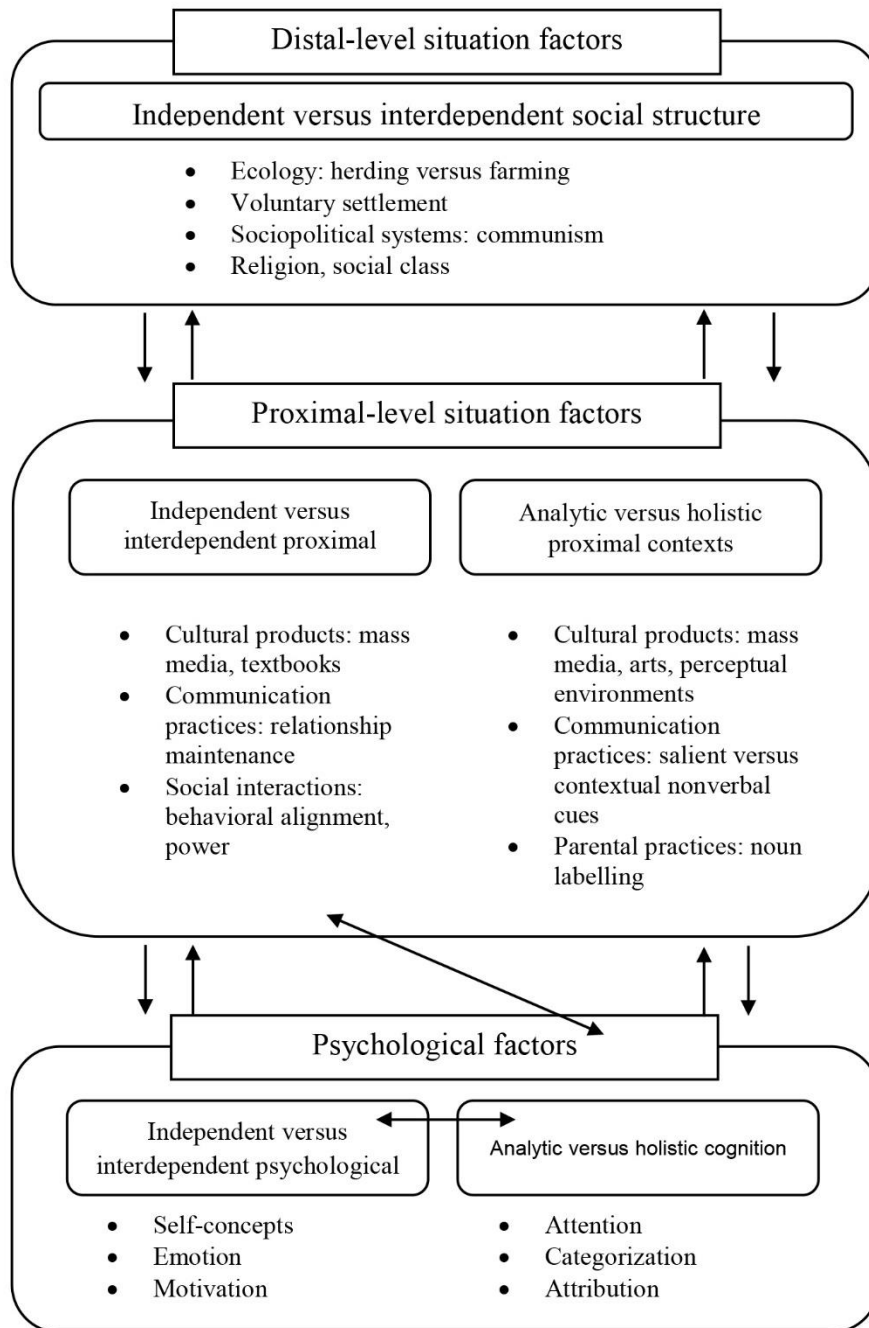 Distal-level situation factors
Independent versus interdependent social structure
• Ecology: herding versus farming
• Voluntary settlement
• Sociopolitical systems: communism
• Religion, social class
Proximal-level situation factors
Independent versus
interdependent proximal
• Cultural products: mass
media, textbooks
• Communication
practices: relationship
maintenance
• Social interactions:
behavioral alignment,
power
Analytic versus holistic
proximal contexts
• Cultural products: mass
media, arts, perceptual
environments
• Communication
practices: salient versus
contextual nonverbal
cues
• Parental practices: noun
labelling
Psychological factors
Independent versus
interdependent psychological
• Self-concepts
• Emotion
• Motivation
Analytic versus holistic cognition
• Attention
• Categorization
• Attribution